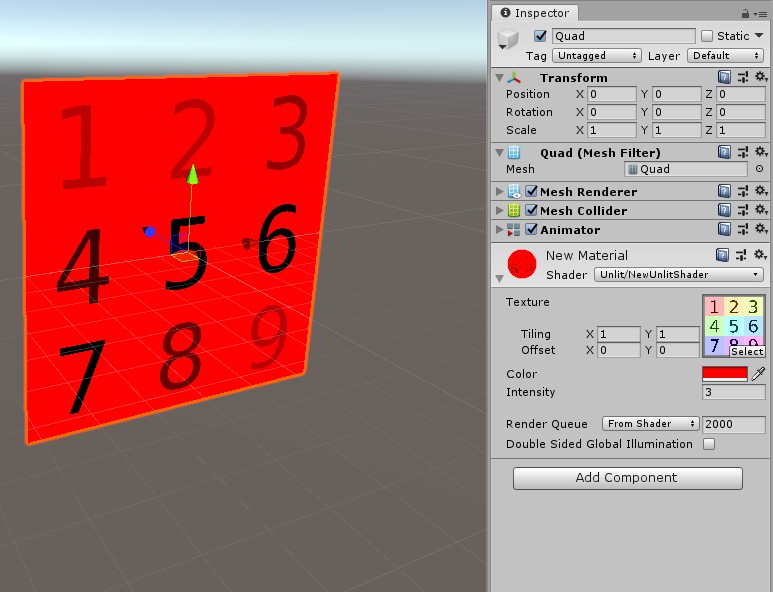 Inspector
Quad
Static
Tag Untagged Layer Default
Transform
Position X 0 Y 0 Z 0
Rotation X 0 Y 0 Z 0
Scale X 1 Y 1 Z 1
Quad (Mesh Filter)
Mesh Quad
Mesh Renderer
Mesh Collider
Animator
New Material
Shader Unlit/NewUnlitShader
Texture
1 2 3
4 5 6
7 8 9
Select
Tiling X 1 Y 1
Offset X 0 Y 0
Color
Intensity 3
Render Queue From Shader 2000
Double Sided Global Illumination
Add Component
1 2 3
4 5 6
7 8 9